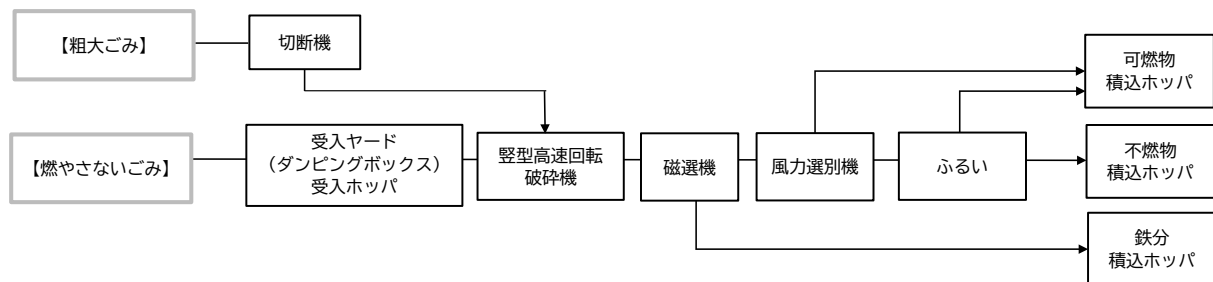 【粗大ごみ】
切断機
可燃物
積込ホッパ
【燃やさないごみ】
受入ヤード
(ダンピングボックス)
受入ホッパ
竪型高速回転
破砕機
磁選機
風力選別機
ふるい
不燃物
積込ホッパ
鉄分
積込ホッパ